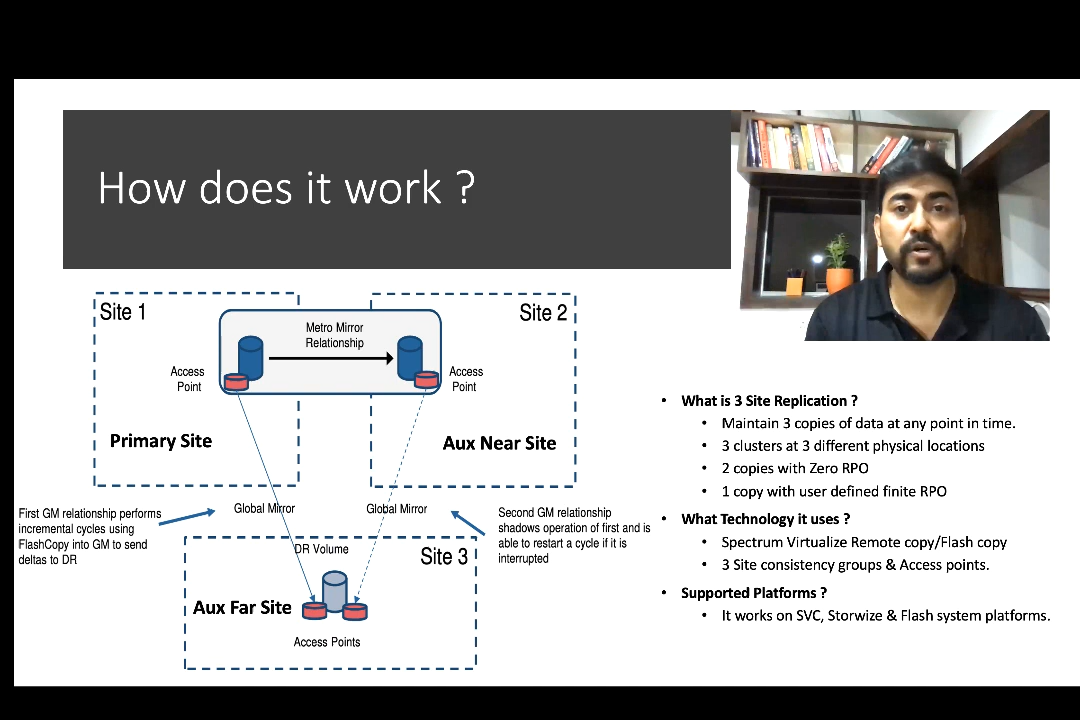 How does it work ?
Site 1
Site 2
Metro Mirror
Relationship
Access
Point
Access
Point
Primary Site
Aux Near Site
First GM relationship performs
incremental cycles using
FlashCopy into GM to send
deltas to DR
Global Mirror
Global Mirror
Second GM relationship
shadows operation of first and is
able to restart a cycle if it is
interrupted
DR Volume
Site 3
Aux Far Site
Access Points
• What is 3 Site Replication ?
• Maintain 3 copies of data at any point in time.
• 3 clusters at 3 different physical locations
• 2 copies with Zero RPO
• 1 copy with user defined finite RPO
• What Technology it uses ?
• Spectrum Virtualize Remote copy/Flash copy
• 3 Site consistency groups & Access points.
• Supported Platforms ?
• It works on SVC, Storwize & Flash system platforms.